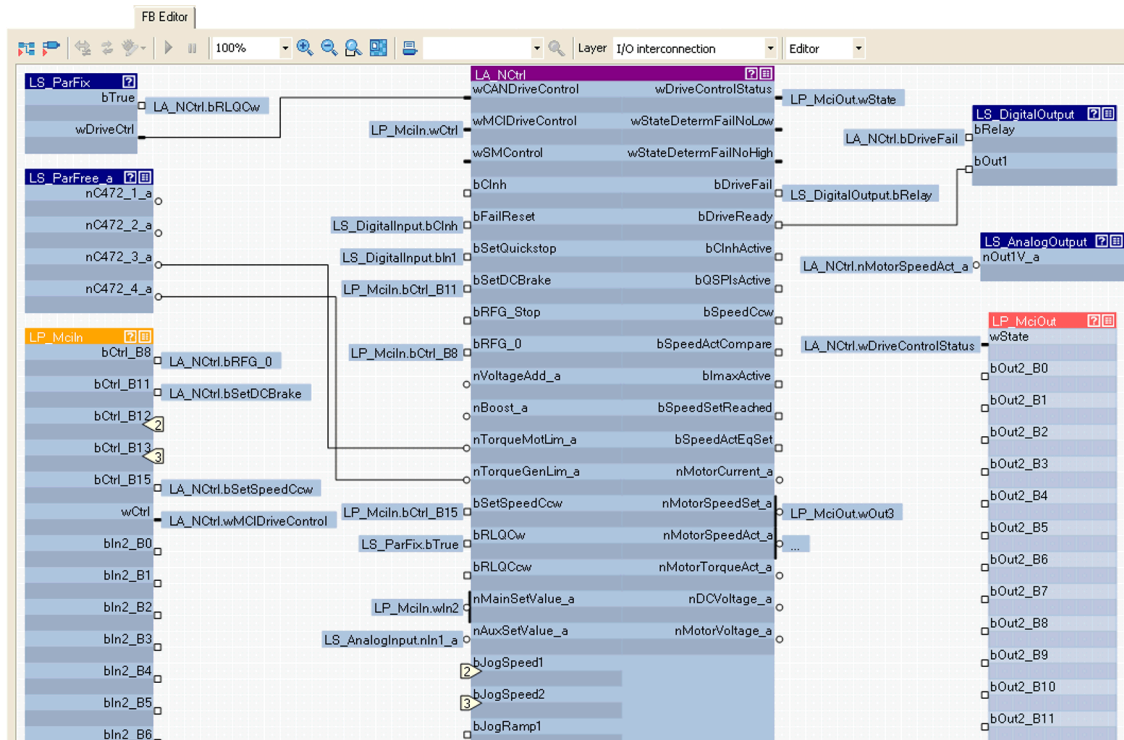 FB Editor
100%
Layer
I/O interconnection
Editor
LS_ParFix
bTrue
LA_NCtrl.bRLQCw
wDriveCtrl
LS_ParFree_a
nC472_1_a
nC472_2_a
nC472_3_a
nC472_4_a
LP_MciIn
bCtrl_B8
LA_NCtrl.bRFG_0
bCtrl_B11
LA_NCtrl.bSetDCBrake
bCtrl_B12
2
bCtrl_B13
3
bCtrl_B15
LA_NCtrl.bSetSpeedCcw
wCtrl
LA_NCtrl.wMCIDriveControl
bIn2_B0
bIn2_B1
bIn2_B2
bIn2_B3
bIn2_B4
bIn2_B5
bIn2_B6
LA_NCtrl
wCANDriveControl
wDriveControlStatus
LP_MciOut.wState
LP_MciIn.wCtrl
wMCIDriveControl
wStateDetermFailNoLow
wSMControl
wStateDetermFailNoHigh
bCInh
bDriveFail
LS_DigitalOutput.bRelay
LS_DigitalInput.bCInh
bFailReset
bDriveReady
LS_DigitalInput.bIn1
bSetQuickstop
bCInhActive
LP_MciIn.bCtrl_B11
bSetDCBrake
bQSPIsActive
bRFG_Stop
bSpeedCcw
LP_MciIn.bCtrl_B8
bRFG_0
bSpeedActCompare
nVoltageAdd_a
bImaxActive
nBoost_a
bSpeedSetReached
nTorqueMotLim_a
bSpeedActEqSet
nTorqueGenLim_a
nMotorCurrent_a
LP_MciIn.bCtrl_B15
bSetSpeedCcw
nMotorSpeedSet_a
LP_MciOut.wOut3
LS_ParFix.bTrue
bRLQCw
nMotorSpeedAct_a
...
bRLQCcw
nMotorTorqueAct_a
LP_MciIn.wIn2
nMainSetValue_a
nDCVoltage_a
LS_AnalogInput.nIn1_a
nAuxSetValue_a
nMotorVoltage_a
2
bJogSpeed1
3
bJogSpeed2
bJogRamp1
LS_DigitalOutput
LA_NCtrl.bDriveFail
bRelay
bOut1
LS_AnalogOutput
LA_NCtrl.nMotorSpeedAct_a
nOut1V_a
LP_MciOut
LA_NCtrl.wDriveControlStatus
wState
bOut2_B0
bOut2_B1
bOut2_B2
bOut2_B3
bOut2_B4
bOut2_B5
bOut2_B6
bOut2_B7
bOut2_B8
bOut2_B9
bOut2_B10
bOut2_B11